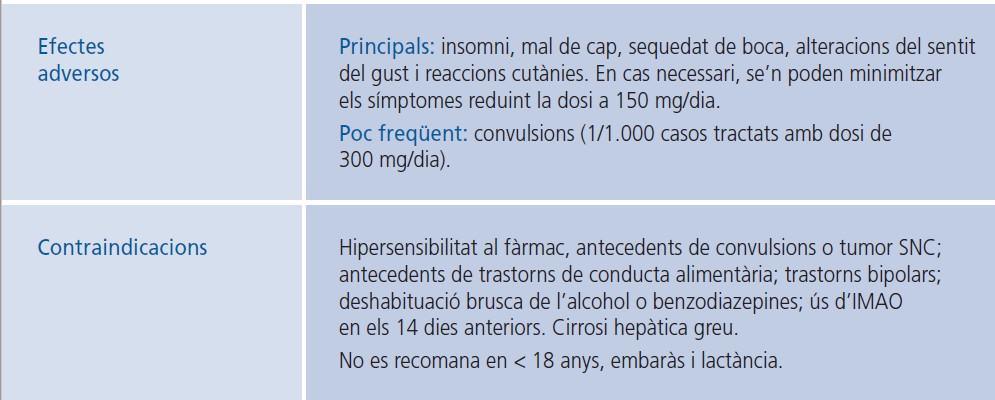 Efectes
adversos
Principals: insomni, mal de cap, sequedat de boca, alteracions del sentit
del gust i reaccions cutànies. En cas necessari, se’n poden minimitzar
els símptomes reduint la dosi a 150 mg/dia.
Poc freqüent: convulsions (1/1.000 casos tractats amb dosi de
300 mg/dia).
Contraindicacions
Hipersensibilitat al fàrmac, antecedents de convulsions o tumor SNC;
antecedents de trastorns de conducta alimentària; trastorns bipolars;
deshabituació brusca de l’alcohol o benzodiazepines; ús d’IMAO
en els 14 dies anteriors. Cirrosi hepàtica greu.
No es recomana en < 18 anys, embaràs i lactància.